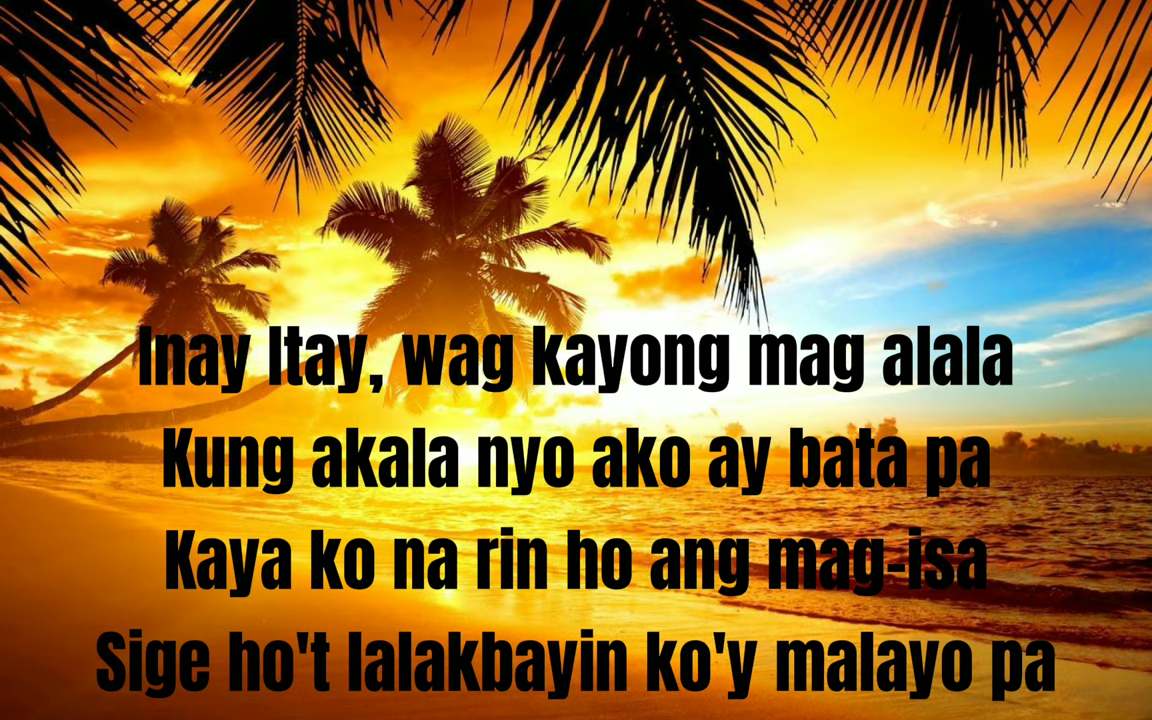 Inay Itay, wag kayong mag alala
Kung akala nyo ako ay bata pa
Kaya ko na rin ho ang mag-isa
Sige ho't lalakbayin ko'y malayo pa